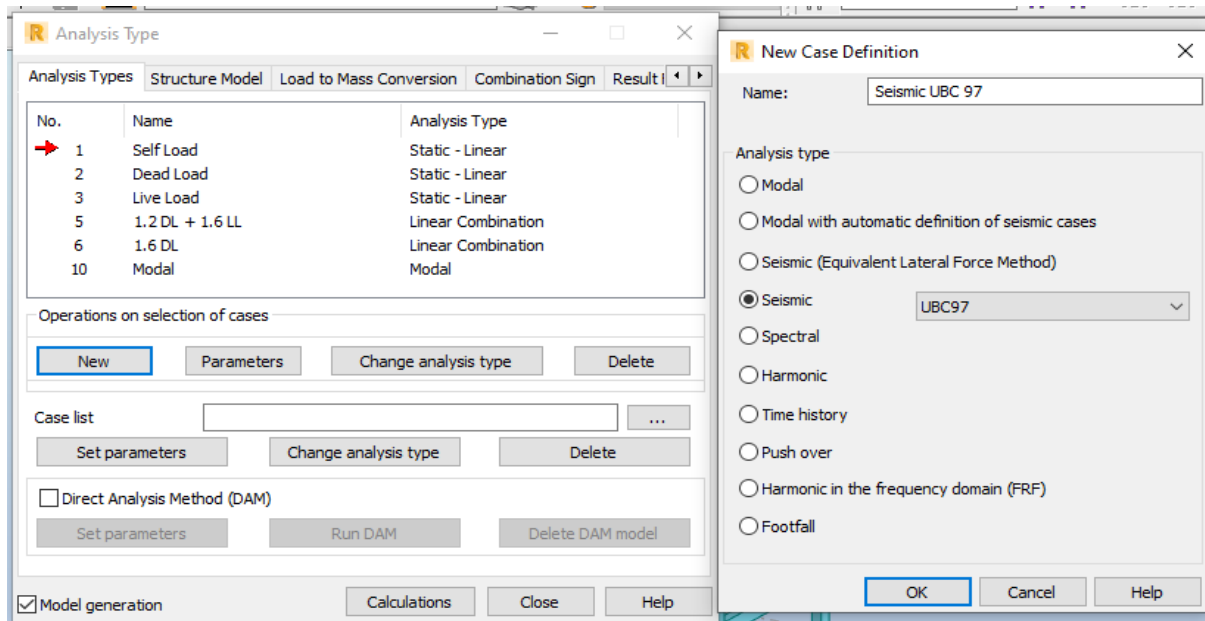 Analysis Type
Analysis Types Structure Model Load to Mass Conversion Combination Sign Result
No. Name Analysis Type
1 Self Load Static - Linear
2 Dead Load Static - Linear
3 Live Load Static - Linear
5 1.2 DL + 1.6 LL Linear Combination
6 1.6 DL Linear Combination
10 Modal Modal
Operations on selection of cases
New Parameters Change analysis type Delete
Case list ...
Set parameters Change analysis type Delete
Direct Analysis Method (DAM)
Set parameters Run DAM Delete DAM model
Model generation Calculations Close Help
New Case Definition
Name: Seismic UBC 97
Analysis type
Modal
Modal with automatic definition of seismic cases
Seismic (Equivalent Lateral Force Method)
Seismic UBC97
Spectral
Harmonic
Time history
Push over
Harmonic in the frequency domain (FRF)
Footfall
OK Cancel Help